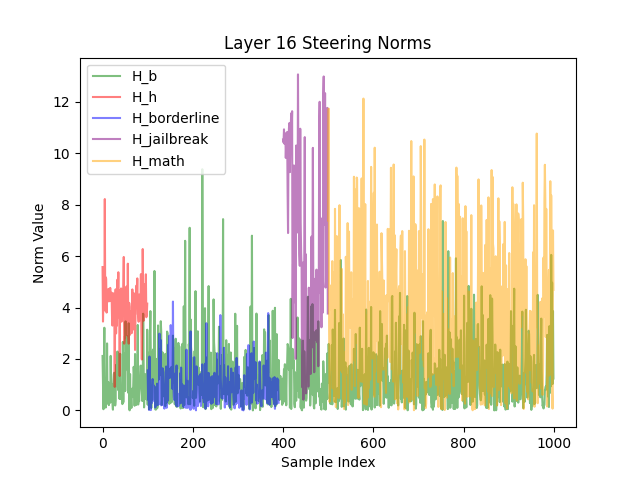 Layer 16 Steering Norms
H_b
H_h
H_borderline
H_jailbreak
H_math
Norm Value
12
10
8
6
4
2
0
0 200 400 600 800 1000
Sample Index